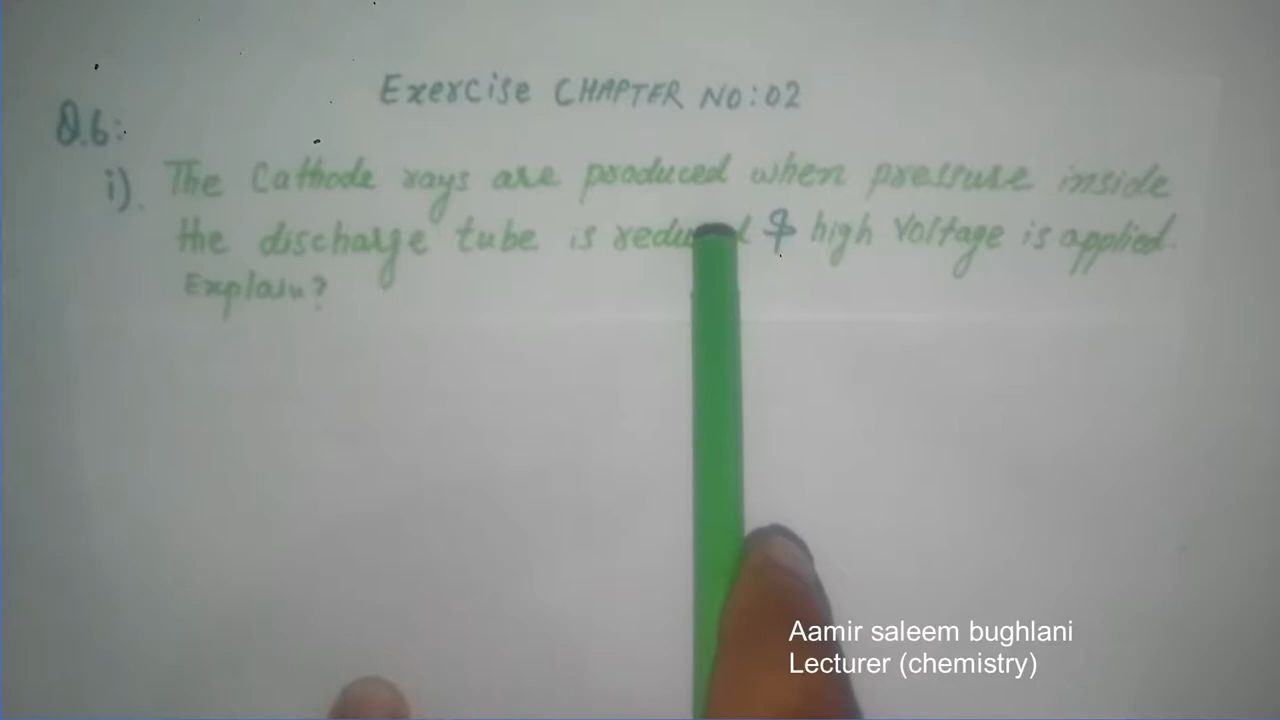 Exercise CHAPTER NO:02
Q.6:
i). The Cathode rays are produced when pressure inside
the discharge tube is & high voltage is applied.
Explain?
Aamir saleem bughlani
Lecturer (chemistry)